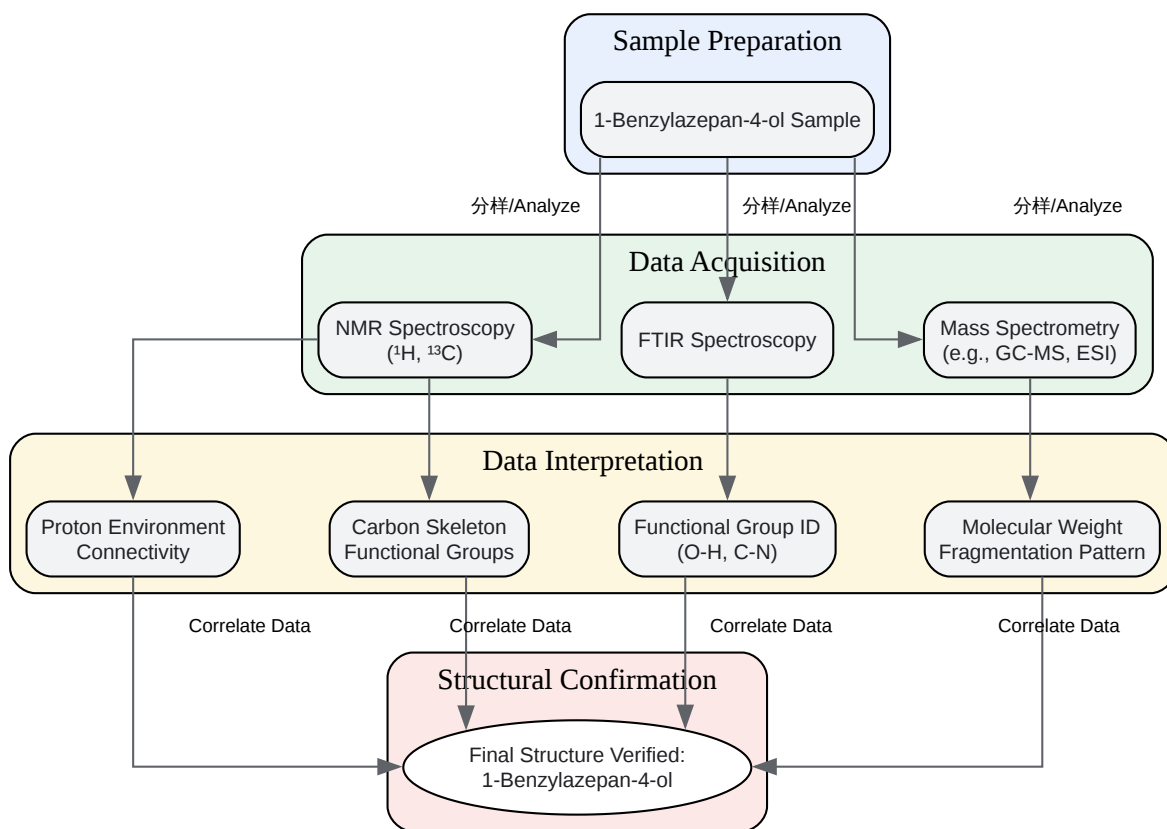 Sample Preparation
1-Benzylazepan-4-ol Sample
分样/Analyze
分样/Analyze
分样/Analyze
Data Acquisition
NMR Spectroscopy
(¹H, ¹³C)
FTIR Spectroscopy
Mass Spectrometry
(e.g., GC-MS, ESI)
Data Interpretation
Proton Environment
Connectivity
Carbon Skeleton
Functional Groups
Functional Group ID
(O-H, C-N)
Molecular Weight
Fragmentation Pattern
Correlate Data
Correlate Data
Correlate Data
Correlate Data
Structural Confirmation
Final Structure Verified:
1-Benzylazepan-4-ol